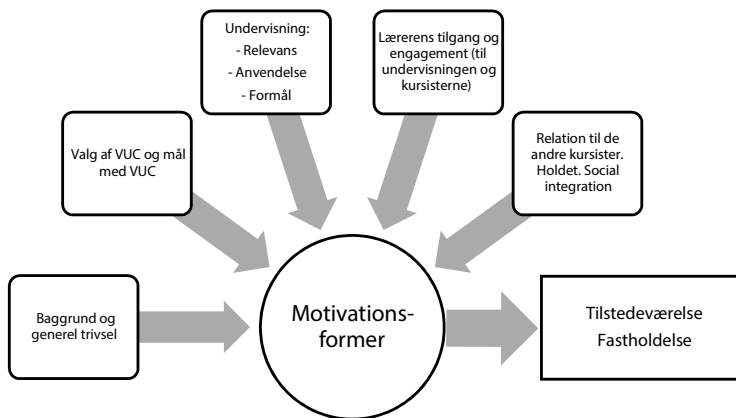 Undervisning:
- Relevans
- Anvendelse
- Formål
Lærerens tilgang og
engagement (til
undervisningen og
kursisterne)
Valg af VUC og mål
med VUC
Relation til de
andre kursister.
Holdet. Social
integration
Baggrund og
generel trivsel
Motivations-
former
Tilstedeværelse
Fastholdelse